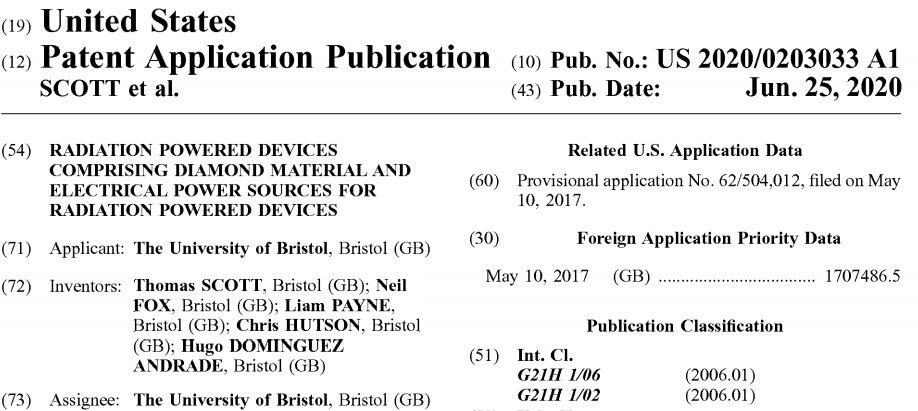 (19) United States
(12) Patent Application Publication
SCOTT et al.
(10) Pub. No.: US 2020/0203033 A1
(43) Pub. Date: Jun. 25, 2020
(54) RADIATION POWERED DEVICES
COMPRISING DIAMOND MATERIAL AND
ELECTRICAL POWER SOURCES FOR
RADIATION POWERED DEVICES
(71) Applicant: The University of Bristol, Bristol (GB)
(72) Inventors: Thomas SCOTT, Bristol (GB); Neil
FOX, Bristol (GB); Liam PAYNE,
Bristol (GB); Chris HUTSON, Bristol
(GB); Hugo DOMINGUEZ
ANDRADE, Bristol (GB)
(73) Assignee: The University of Bristol, Bristol (GB)
Related U.S. Application Data
(60) Provisional application No. 62/504,012, filed on May
10, 2017.
(30) Foreign Application Priority Data
May 10, 2017 (GB) ................................... 1707486.5
Publication Classification
(51) Int. Cl.
G21H 1/06 (2006.01)
G21H 1/02 (2006.01)